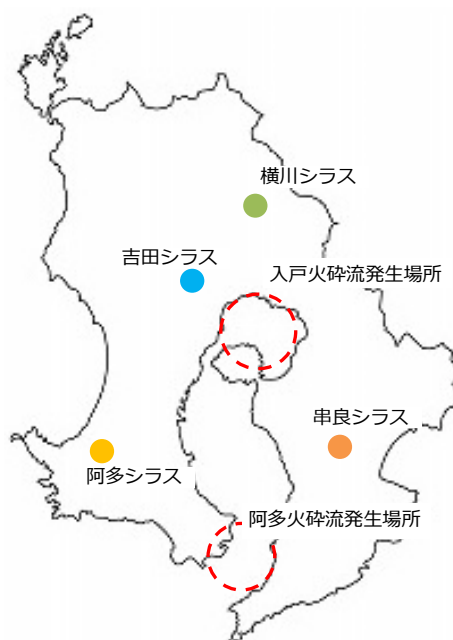 横川シラス
吉田シラス
入戸火砕流発生場所
串良シラス
阿多シラス
阿多火砕流発生場所